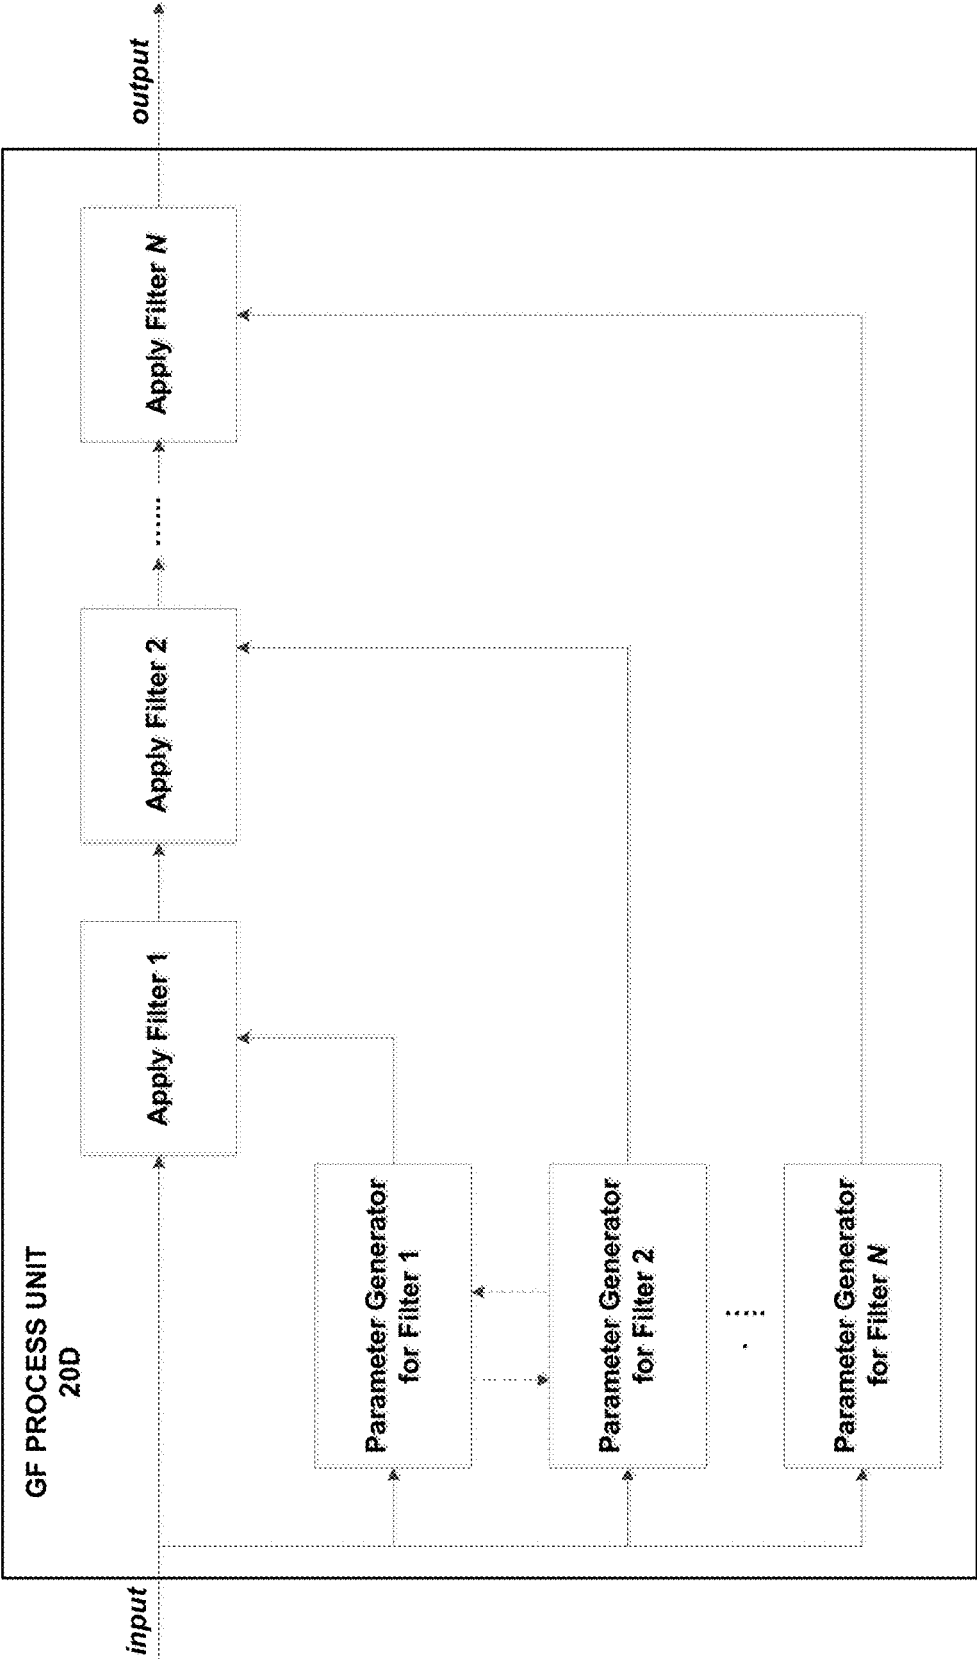 GF PROCESS UNIT
20D
input
Apply Filter 1
Apply Filter 2
......
Apply Filter N
output
Parameter Generator
for Filter 1
Parameter Generator
for Filter 2
Parameter Generator
for Filter N